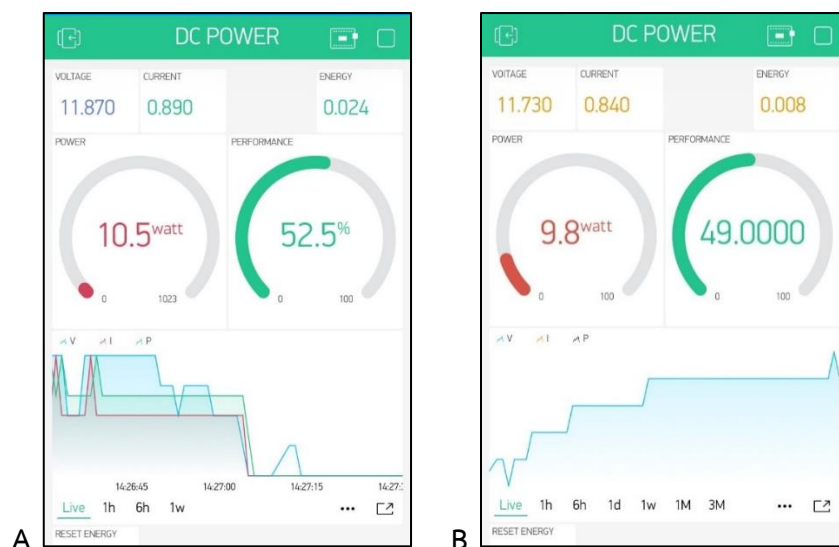 DC POWER
VOLTAGE CURRENT ENERGY
11.870 0.890 0.024
POWER PERFORMANCE
10.5watt 52.5%
0 1023 0 100
V I P
14:26:45 14:27:00 14:27:15 14:27:
Live 1h 6h 1w ...
RESET ENERGY
A
DC POWER
VOITAGE CURRENT ENERGY
11.730 0.840 0.008
POWER PERFORMANCE
9.8watt 49.0000
0 100 0 100
V I P
Live 1h 6h 1d 1w 1M 3M ...
RESET ENERGY
B